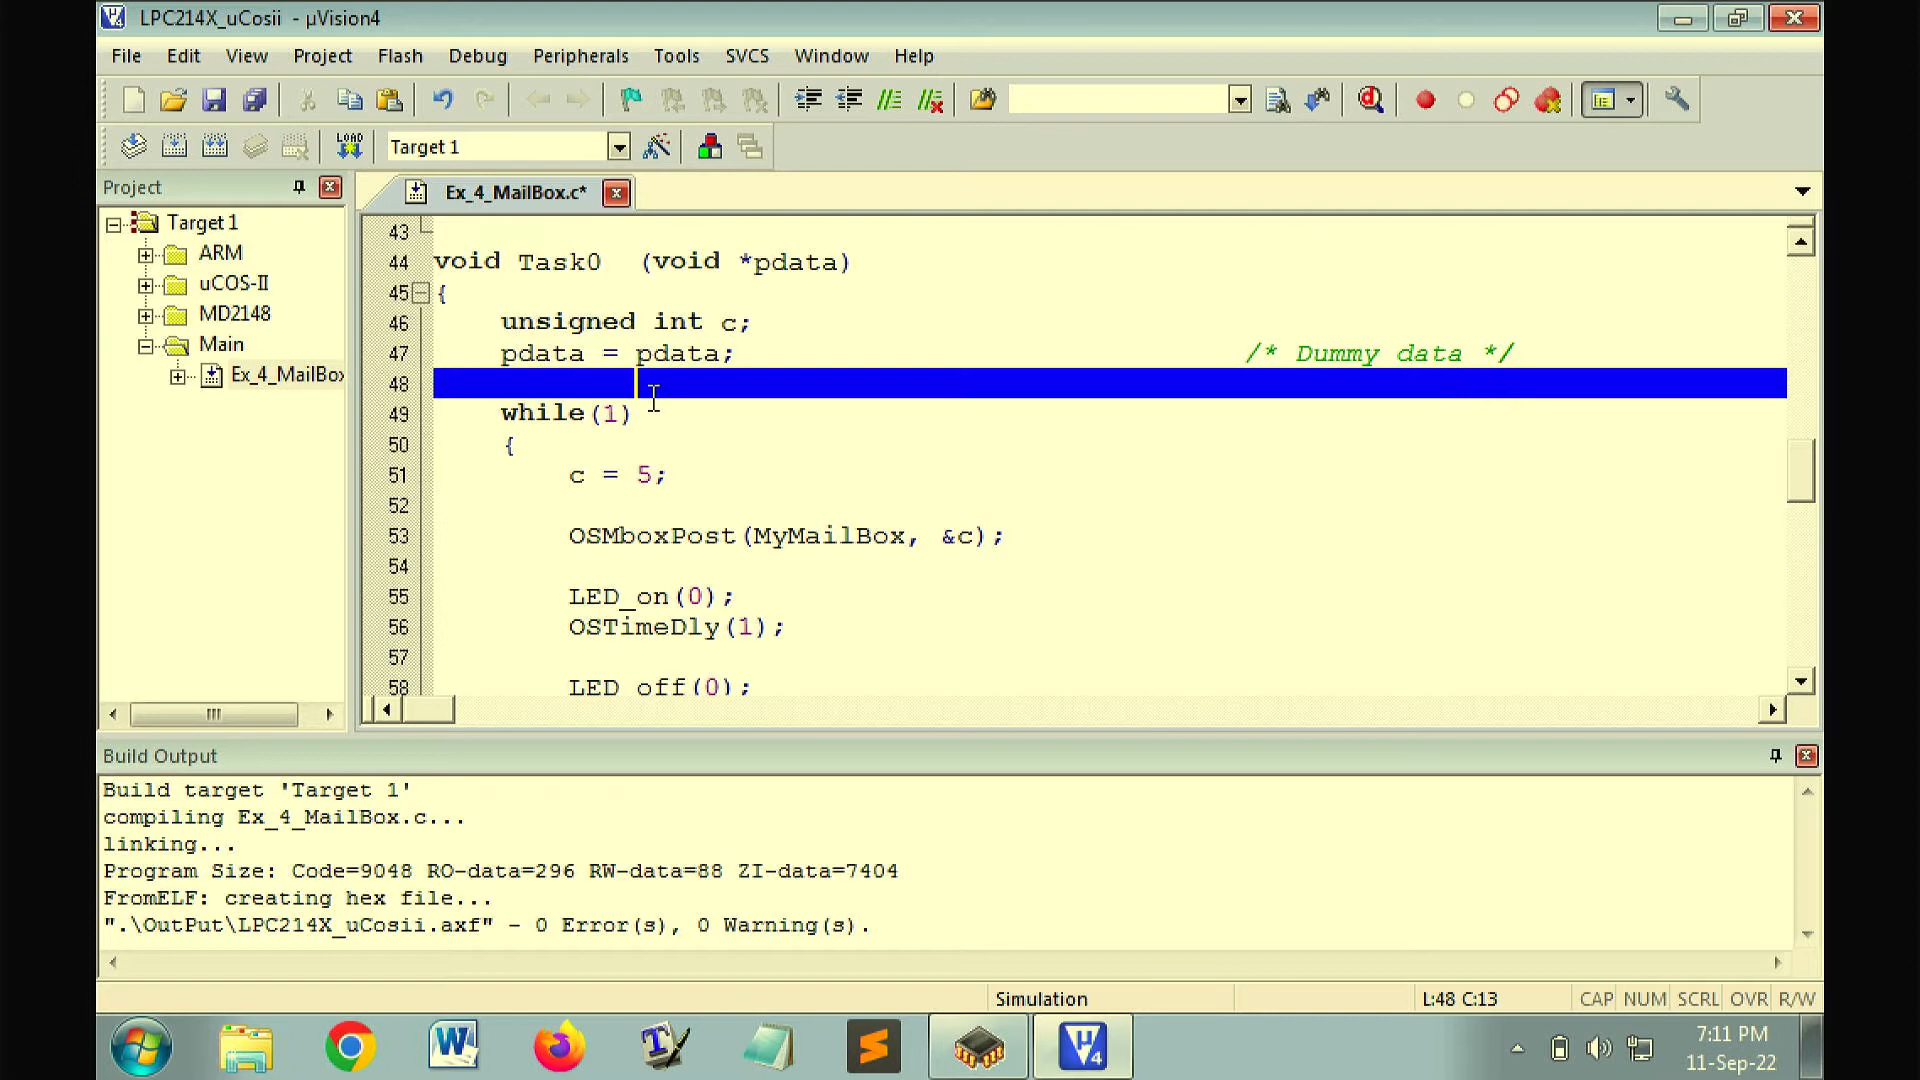 LPC214X_uCosii - µVision4
File Edit View Project Flash Debug Peripherals Tools SVCS Window Help
LOAD Target 1
Project
Ex_4_MailBox.c*
Target 1
ARM
uCOS-II
MD2148
Main
Ex_4_MailBox
43
44 void Task0 (void *pdata)
45 {
46 unsigned int c;
47 pdata = pdata; /* Dummy data */
48
49 while(1)
50 {
51 c = 5;
52
53 OSMboxPost(MyMailBox, &c);
54
55 LED_on(0);
56 OSTimeDly(1);
57
58 LED_off(0);
Build Output
Build target 'Target 1'
compiling Ex_4_MailBox.c...
linking...
Program Size: Code=9048 RO-data=296 RW-data=88 ZI-data=7404
FromELF: creating hex file...
".\OutPut\LPC214X_uCosii.axf" - 0 Error(s), 0 Warning(s).
Simulation L:48 C:13 CAP NUM SCRL OVR R/W
7:11 PM
11-Sep-22